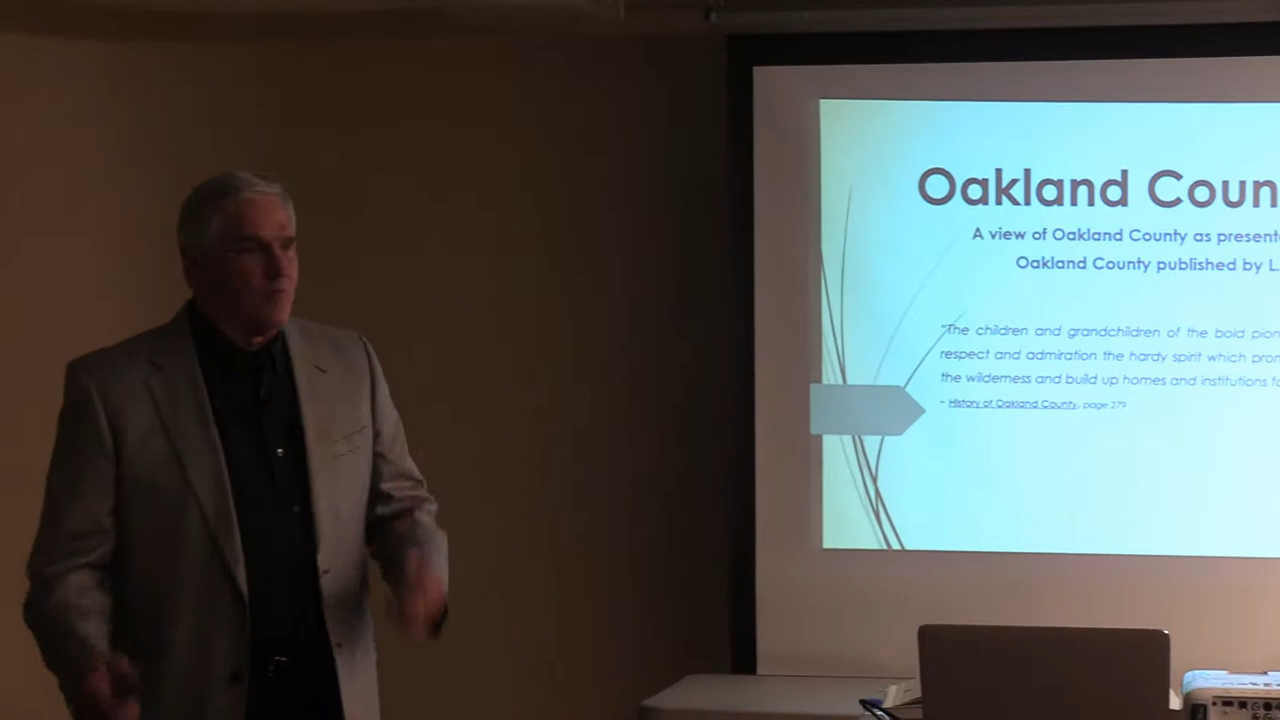 Oakland Coun
A view of Oakland County as present
Oakland County published by L.
"The children and grandchildren of the bold pion
respect and admiration the hardy spirit which pron
the wilderness and build up homes and institutions fo
~ History of Oakland County, page 279